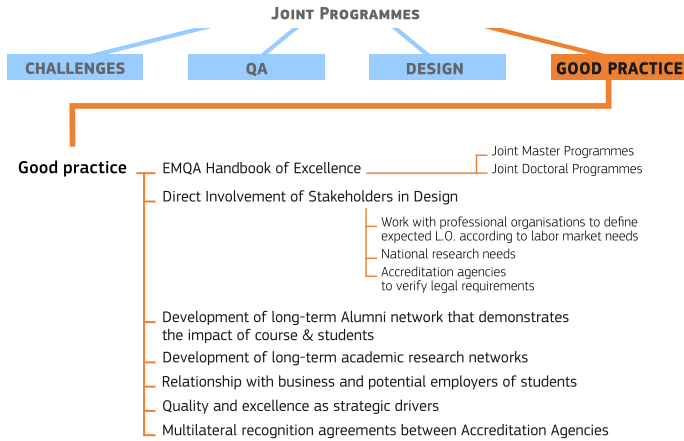 Joint Programmes
CHALLENGES
QA
DESIGN
GOOD PRACTICE
Good practice
EMQA Handbook of Excellence
Joint Master Programmes
Joint Doctoral Programmes
Direct Involvement of Stakeholders in Design
Work with professional organisations to define
expected L.O. according to labor market needs
National research needs
Accreditation agencies
to verify legal requirements
Development of long-term Alumni network that demonstrates
the impact of course & students
Development of long-term academic research networks
Relationship with business and potential employers of students
Quality and excellence as strategic drivers
Multilateral recognition agreements between Accreditation Agencies